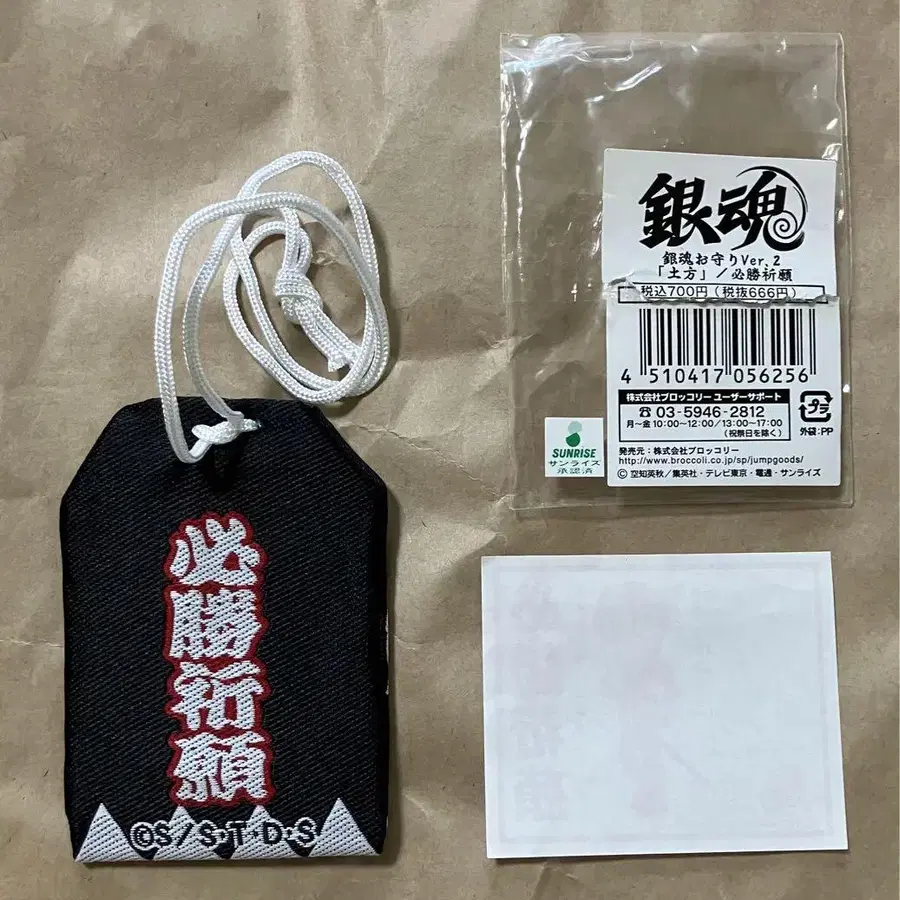 必勝祈願
©S/S・T・D・S
銀魂
銀魂お守りVer.2
「土方」／必勝祈願
税込700円（税抜666円）
4 510417 056256
株式会社ブロッコリー ユーザーサポート
☎ 03-5946-2812
月〜金 10:00〜12:00／13:00〜17:00
（祝祭日を除く）
プラ
外袋:PP
発売元：株式会社ブロッコリー
http://www.broccoli.co.jp/sp/jumpgoods/
© 空知英秋／集英社・テレビ東京・電通・サンライズ
SUNRISE
サンライズ
承認済